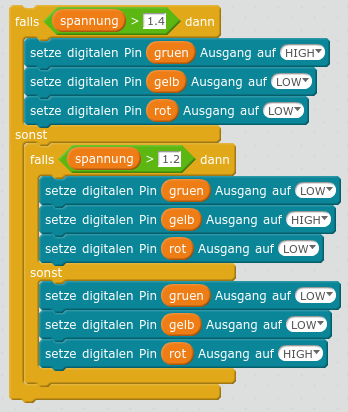 falls spannung > 1.4 dann
setze digitalen Pin gruen Ausgang auf HIGH
setze digitalen Pin gelb Ausgang auf LOW
setze digitalen Pin rot Ausgang auf LOW
sonst
falls spannung > 1.2 dann
setze digitalen Pin gruen Ausgang auf LOW
setze digitalen Pin gelb Ausgang auf HIGH
setze digitalen Pin rot Ausgang auf LOW
sonst
setze digitalen Pin gruen Ausgang auf LOW
setze digitalen Pin gelb Ausgang auf LOW
setze digitalen Pin rot Ausgang auf HIGH